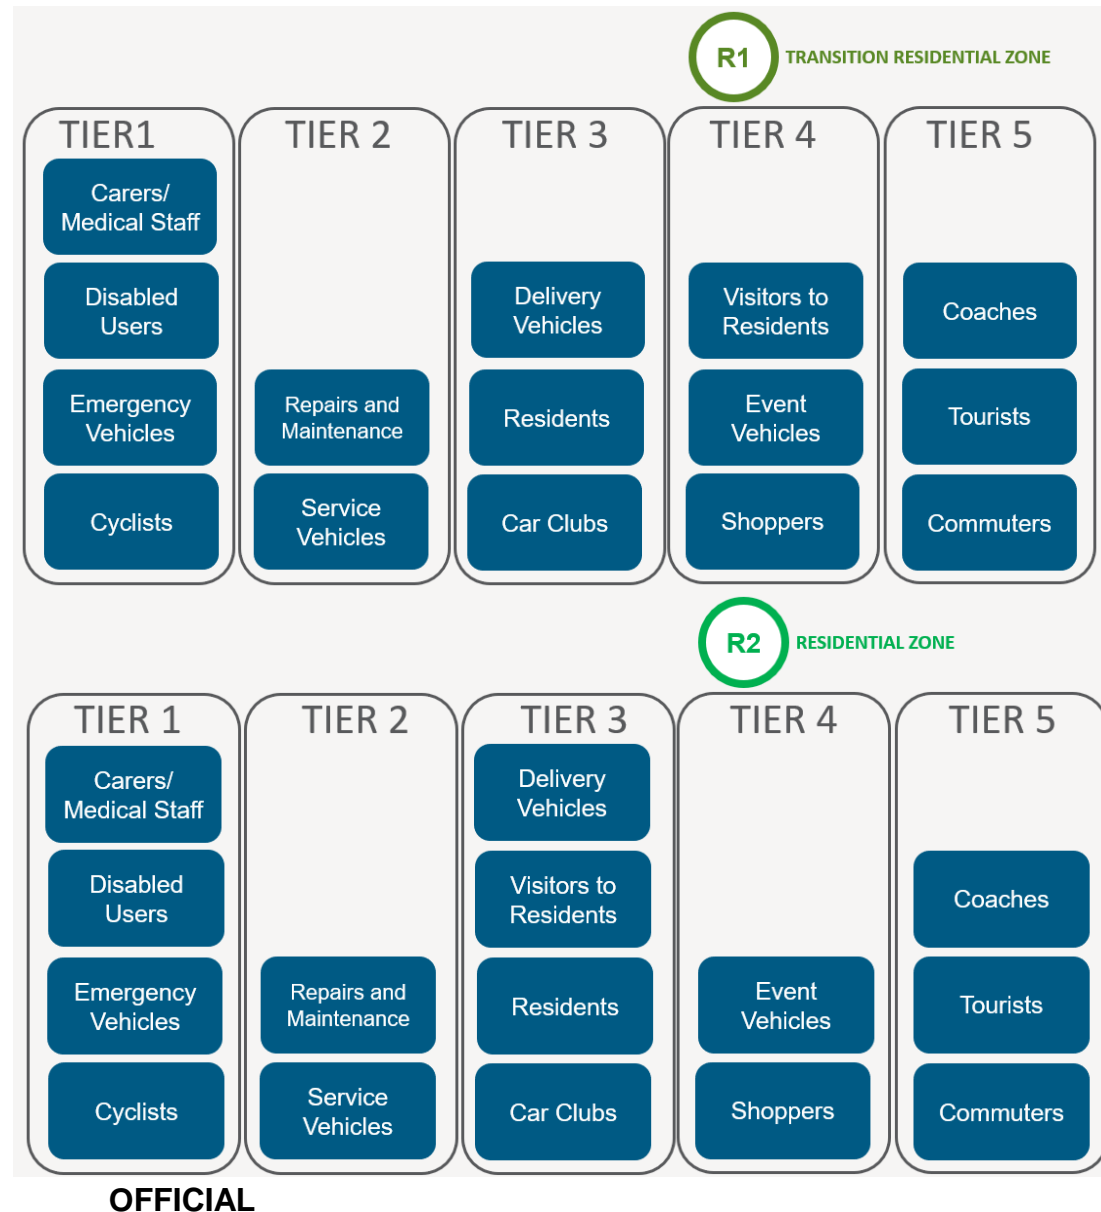 R1 TRANSITION RESIDENTIAL ZONE
TIER1
Carers/
Medical Staff
Disabled
Users
Emergency
Vehicles
Cyclists
TIER 2
Repairs and
Maintenance
Service
Vehicles
TIER 3
Delivery
Vehicles
Residents
Car Clubs
TIER 4
Visitors to
Residents
Event
Vehicles
Shoppers
TIER 5
Coaches
Tourists
Commuters
R2 RESIDENTIAL ZONE
TIER 1
Carers/
Medical Staff
Disabled
Users
Emergency
Vehicles
Cyclists
TIER 2
Repairs and
Maintenance
Service
Vehicles
TIER 3
Delivery
Vehicles
Visitors to
Residents
Residents
Car Clubs
TIER 4
Event
Vehicles
Shoppers
TIER 5
Coaches
Tourists
Commuters
OFFICIAL